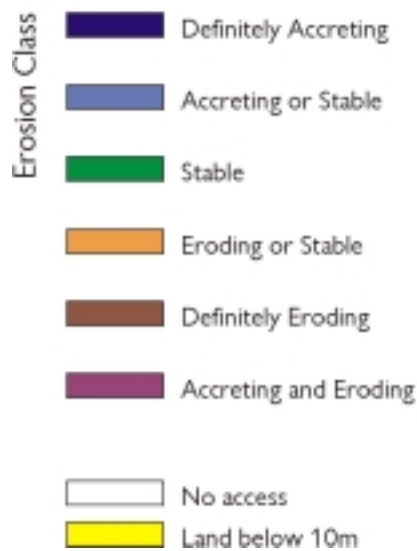 Erosion Class
Definitely Accreting
Accreting or Stable
Stable
Eroding or Stable
Definitely Eroding
Accreting and Eroding
No access
Land below 10m